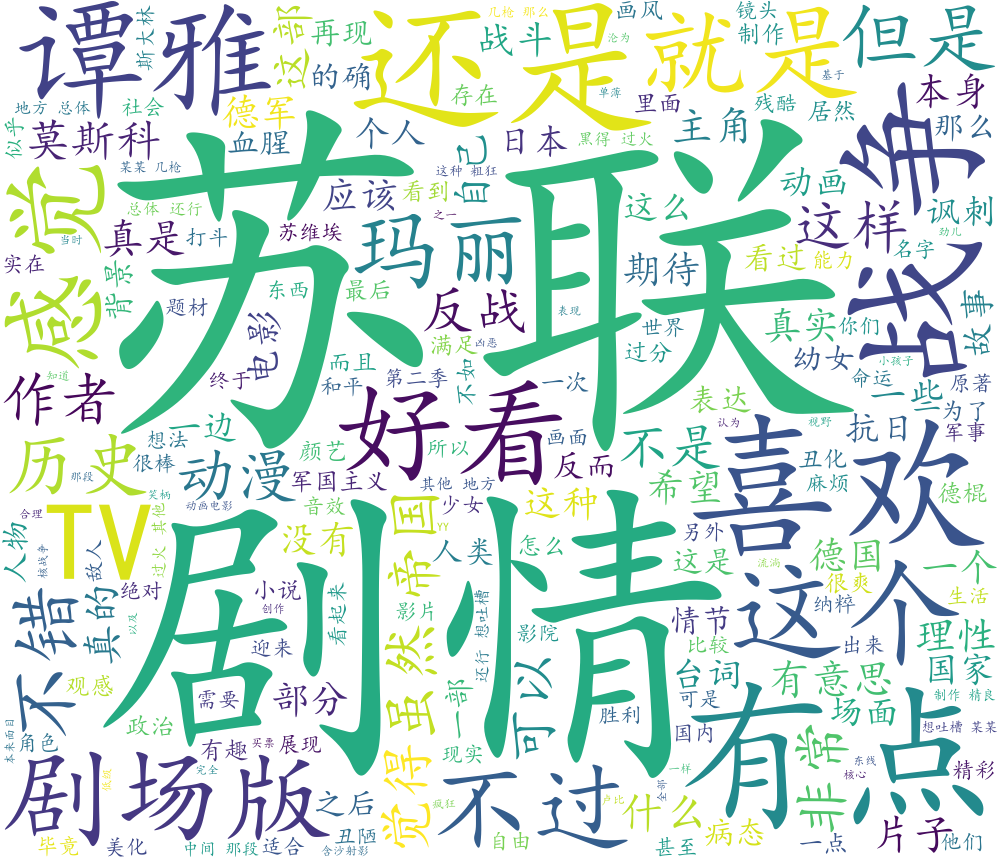 谭雅
斯大林
这部
再现
的确
几枪 那么
战斗
还是
沦为
画风
镜头
制作
就是
基于
但是
地方 总体
社会
德军
存在
单薄
里面
残酷
居然
本身
似乎
莫斯科
某某 几枪
血腥
个人
这种 粗狂
自己
日本
黑得 过火
主角
战争
那么
感觉
总体 还行
应该
看到
之一
这么
动画
讽刺
当时
真是
打斗
苏维埃
玛丽
苏联
期待
这样
名字
劲儿
实在
背景
题材
东西
最后
反战
表现
世界
看过
能力
真实
你们
故事
电影
而且
满足
凶恶
过分
幼女
小孩子
知道
终于
和平
第二季
不如
一次
命运
原著
作者
一边
颜艺
所以
好看
画面
表达
认为
视野
一些
为了
军事
抗日
历史
那段
想法
很棒
动漫
笑柄
军国主义
其他 地方
反而
不是
希望
喜欢
丑化
麻烦
德棍
合理
TV
其他
动画电影
音效
帝国
YY
少女
这种
人物
核战争
敌人
过火
绝对
没有
小说
看起来
创作
人类
怎么
这是
另外
流淌
德国
很爽
一个
生活
不错
真的
以及
剧情
迎来
影片
想吐槽
还行
影院
情节
比较
这个
纳粹
出来
理性
国家
观感
需要
部分
虽然
一部
可以
胜利
台词
可是
有意思
场面
制作 精良
本来面目
角色
政治
有趣
买票
展现
现实
国内
有点
非常
想吐槽 某某
剧场版
低级
完全
之后
觉得
疯狂
不过
卢比
全部
一样
什么
东线
核心
精彩
毕竟
美化
中间 那段
适合
丑陋
含沙射影
自由
甚至
病态
一点
片子
他们